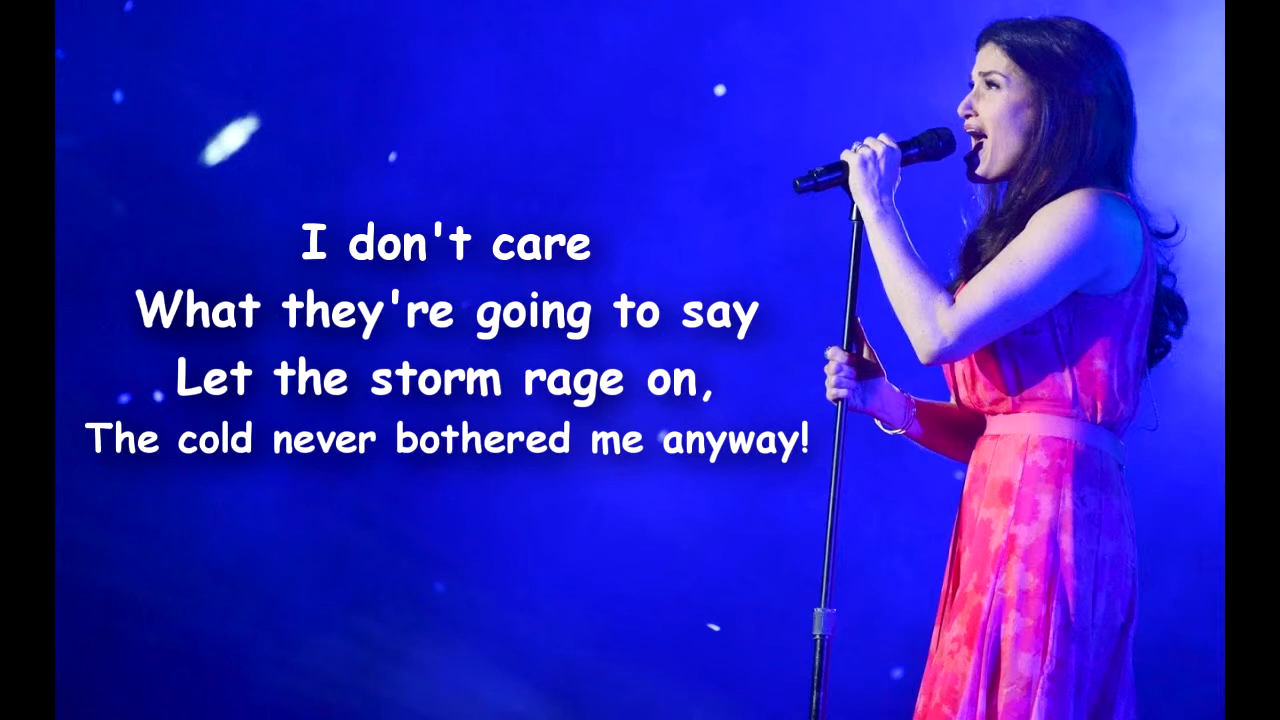 I don't care
What they're going to say
Let the storm rage on,
The cold never bothered me anyway!